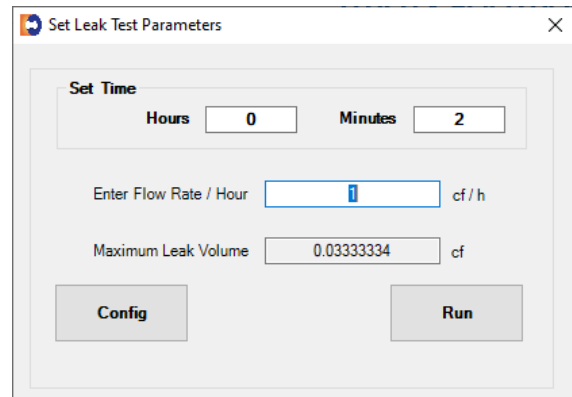 Set Leak Test Parameters
Set Time
Hours 0 Minutes 2
Enter Flow Rate / Hour 1 cf / h
Maximum Leak Volume 0.03333334 cf
Config Run